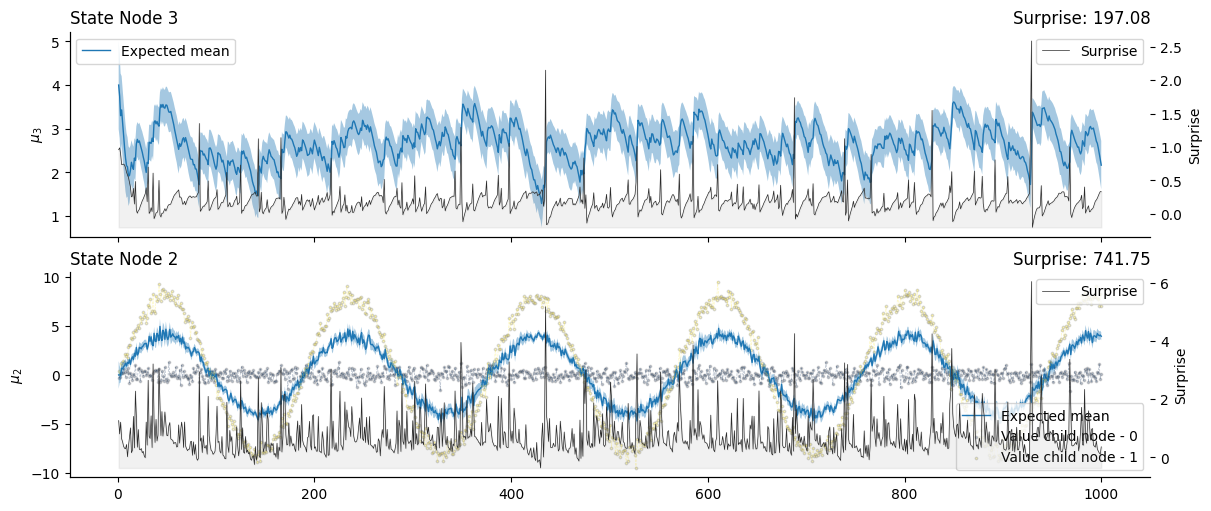 State Node 3
Surprise: 197.08
Expected mean
Surprise
5
4
3
2
1
μ3
2.5
2.0
1.5
1.0
0.5
0.0
Surprise
State Node 2
Surprise: 741.75
Surprise
10
5
0
−5
−10
μ2
6
4
2
0
Surprise
Expected mean
Value child node - 0
Value child node - 1
0
200
400
600
800
1000